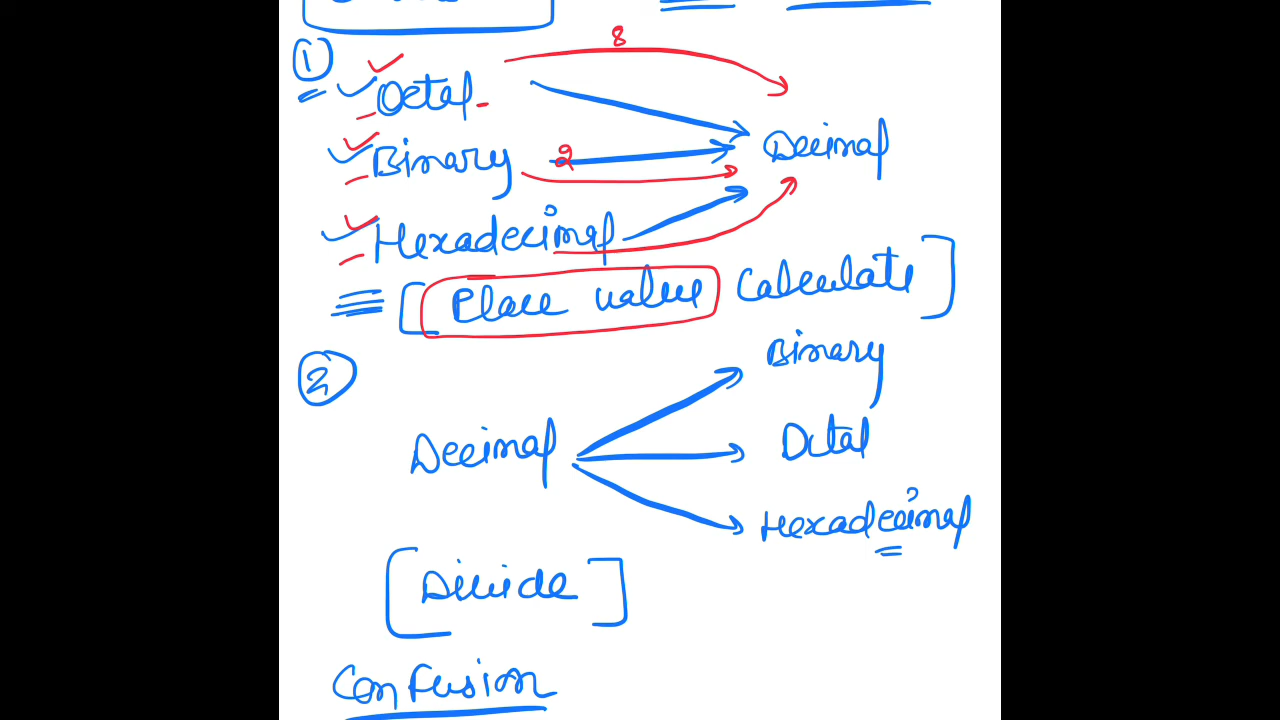 1
8
Octal
Decimal
Binary
2
Hexadecimal
[Place value calculate]
2
Binary
Decimal
Octal
Hexadecimal
[Divide]
Confusion